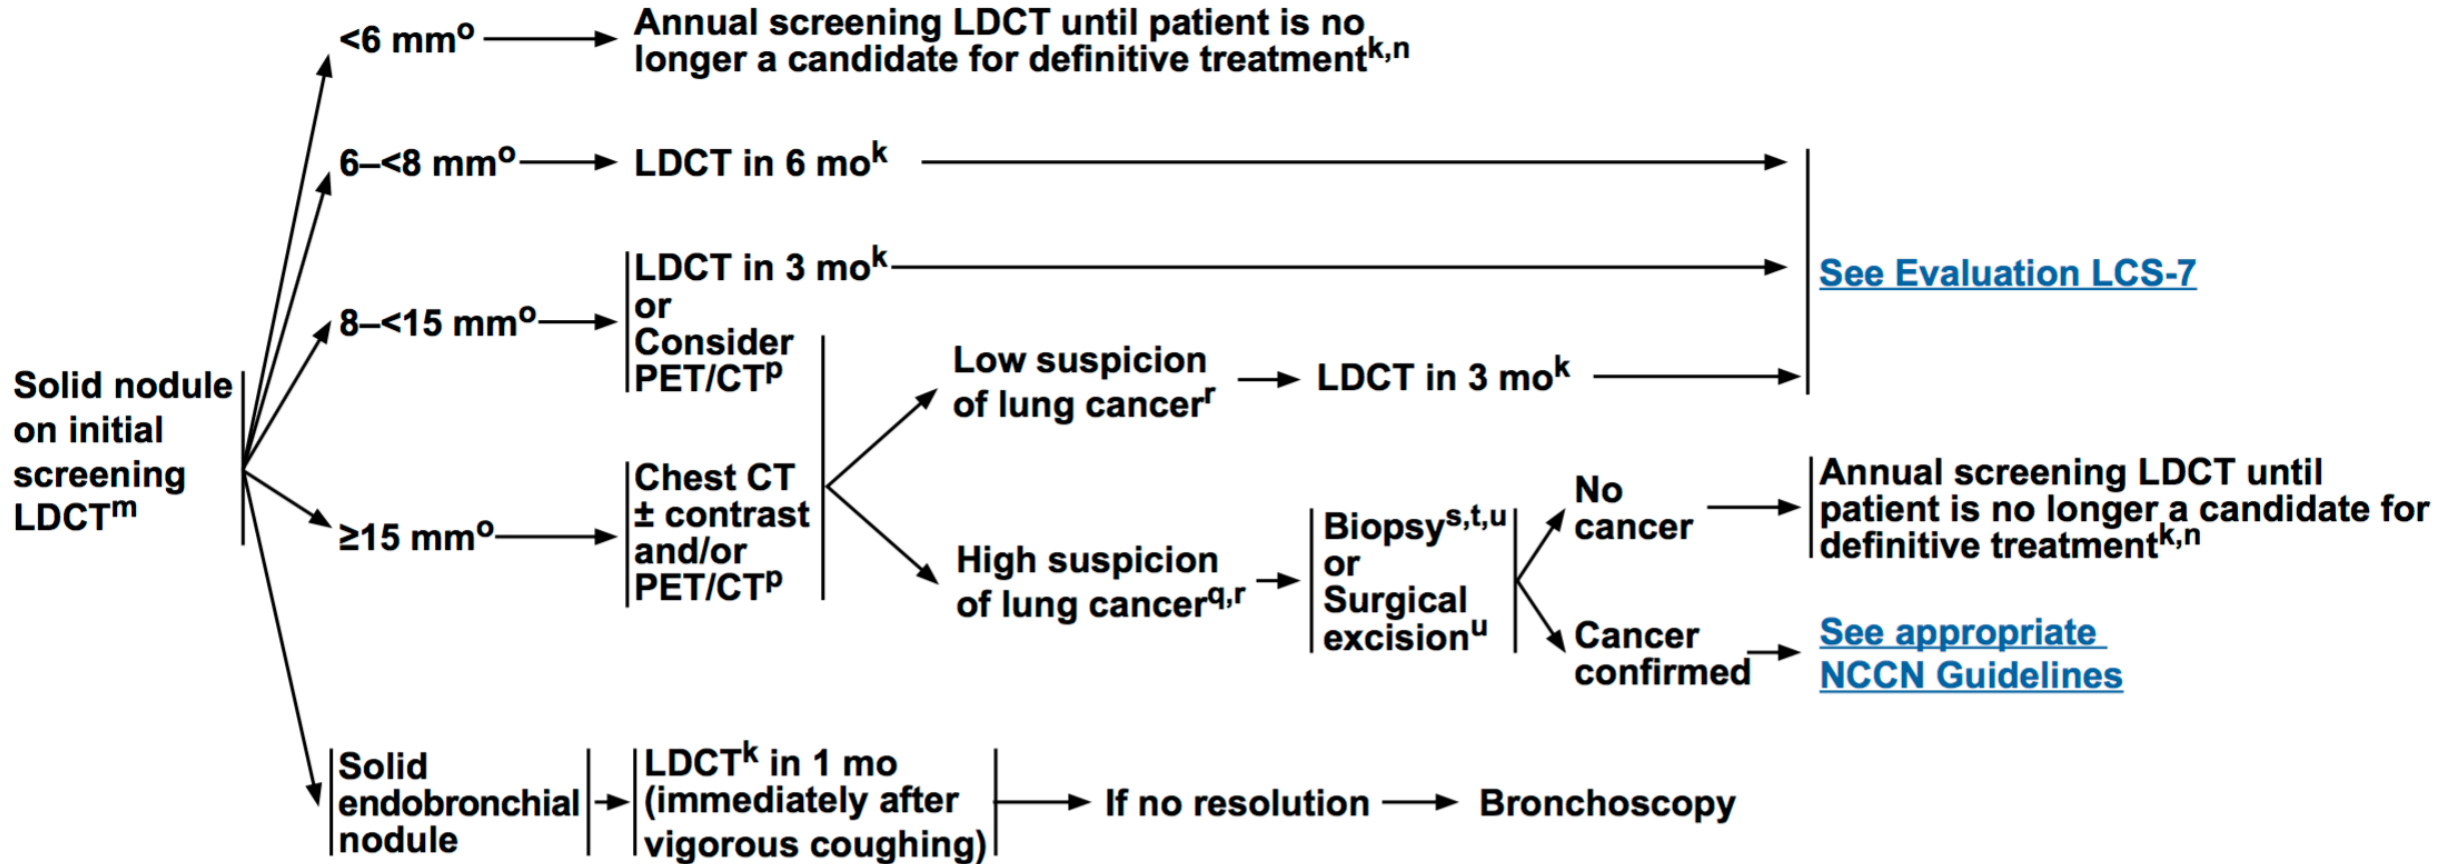 <6 mmᵒ
Annual screening LDCT until patient is no
longer a candidate for definitive treatmentᵏ,ⁿ
6–<8 mmᵒ
LDCT in 6 moᵏ
8–<15 mmᵒ
LDCT in 3 moᵏ
or
Consider
PET/CTᵖ
See Evaluation LCS-7
Solid nodule
on initial
screening
LDCTᵐ
≥15 mmᵒ
Chest CT
± contrast
and/or
PET/CTᵖ
Low suspicion
of lung cancerʳ
LDCT in 3 moᵏ
High suspicion
of lung cancerq,ʳ
Biopsyˢ,ᵗ,ᵘ
or
Surgical
excisionᵘ
No
cancer
Annual screening LDCT until
patient is no longer a candidate for
definitive treatmentᵏ,ⁿ
Cancer
confirmed
See appropriate
NCCN Guidelines
Solid
endobronchial
nodule
LDCTᵏ in 1 mo
(immediately after
vigorous coughing)
If no resolution
Bronchoscopy